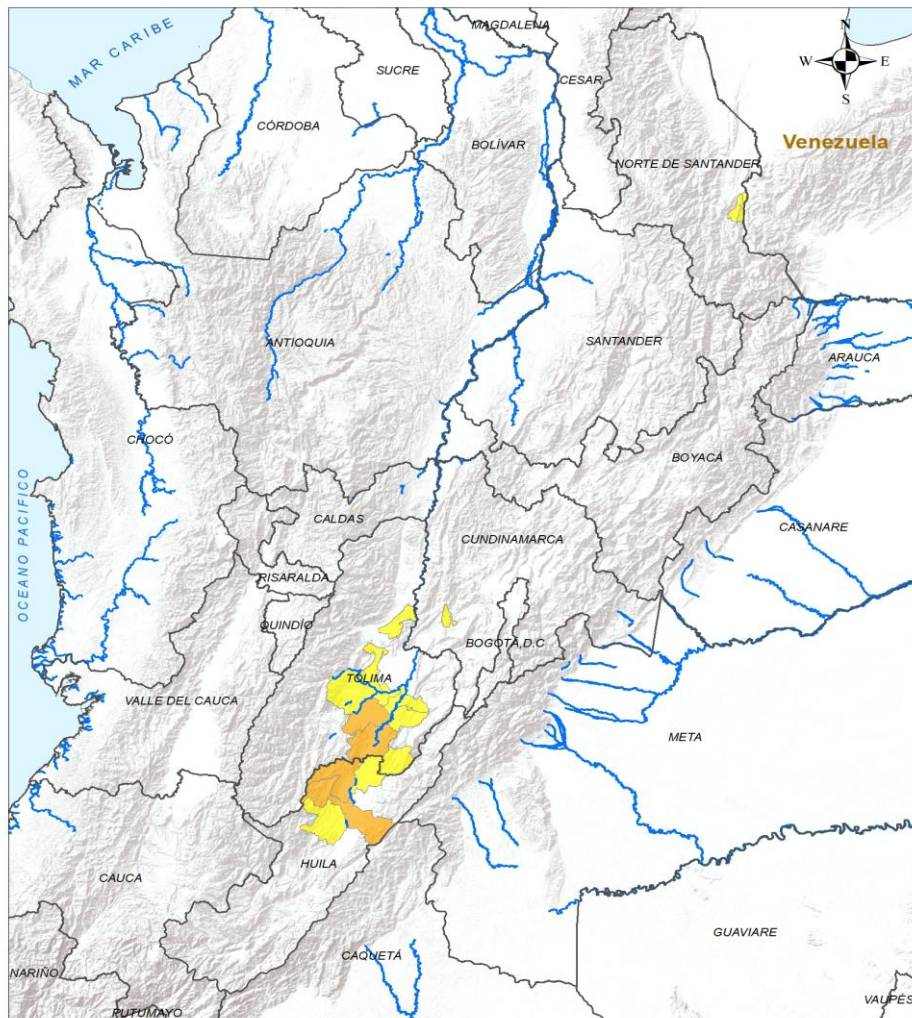 MAR CARIBE
MAGDALENA
N
W
E
S
SUCRE
CESAR
CÓRDOBA
BOLÍVAR
Venezuela
NORTE DE SANTANDER
ANTIOQUIA
SANTANDER
ARAUCA
CHOCÓ
BOYACÁ
OCEANO PACIFICO
CALDAS
CASANARE
CUNDINAMARCA
RISARALDA
QUINDÍO
BOGOTÁ,D.C
TOLIMA
VALLE DEL CAUCA
META
HUILA
CAUCA
GUAVIARE
CAQUETÁ
NARIÑO
VAUPÉS
PUTUMAYO